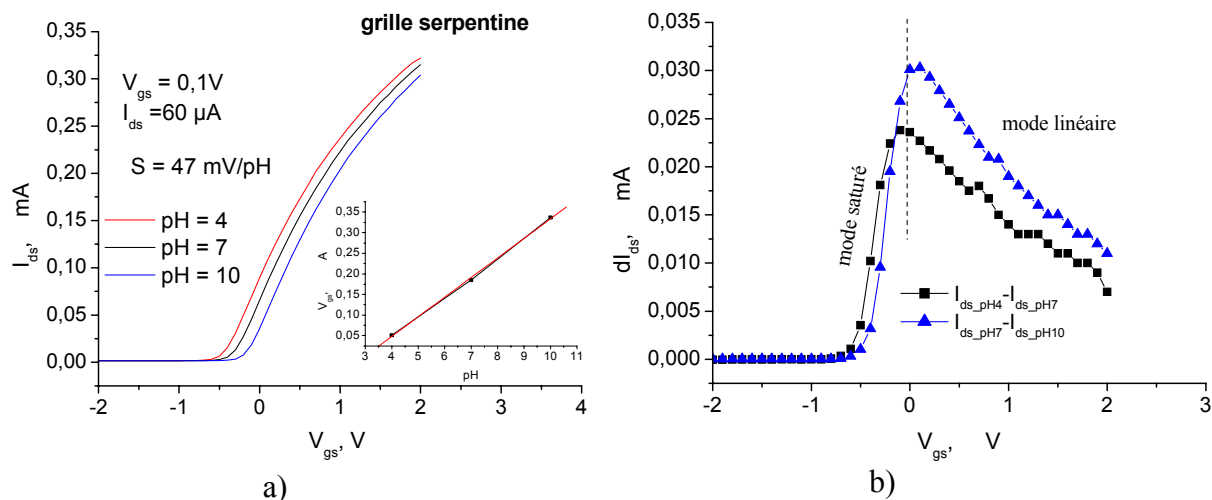 grille serpentine
V_gs = 0,1V
I_ds =60 µA
S = 47 mV/pH
pH = 4
pH = 7
pH = 10
0,35
0,30
0,25
0,20
0,15
0,10
0,05
0,00
I_ds, mA
-2 -1 0 1 2 3 4
V_gs, V
0,35
0,30
0,25
0,20
0,15
0,10
0,05
V_gs, A
3 4 5 6 7 8 9 10 11
pH
a)
0,035
0,030
0,025
0,020
0,015
0,010
0,005
0,000
dI_ds, mA
mode saturé
mode linéaire
I_ds_pH4-I_ds_pH7
I_ds_pH7-I_ds_pH10
-2 -1 0 1 2 3
V_gs, V
b)